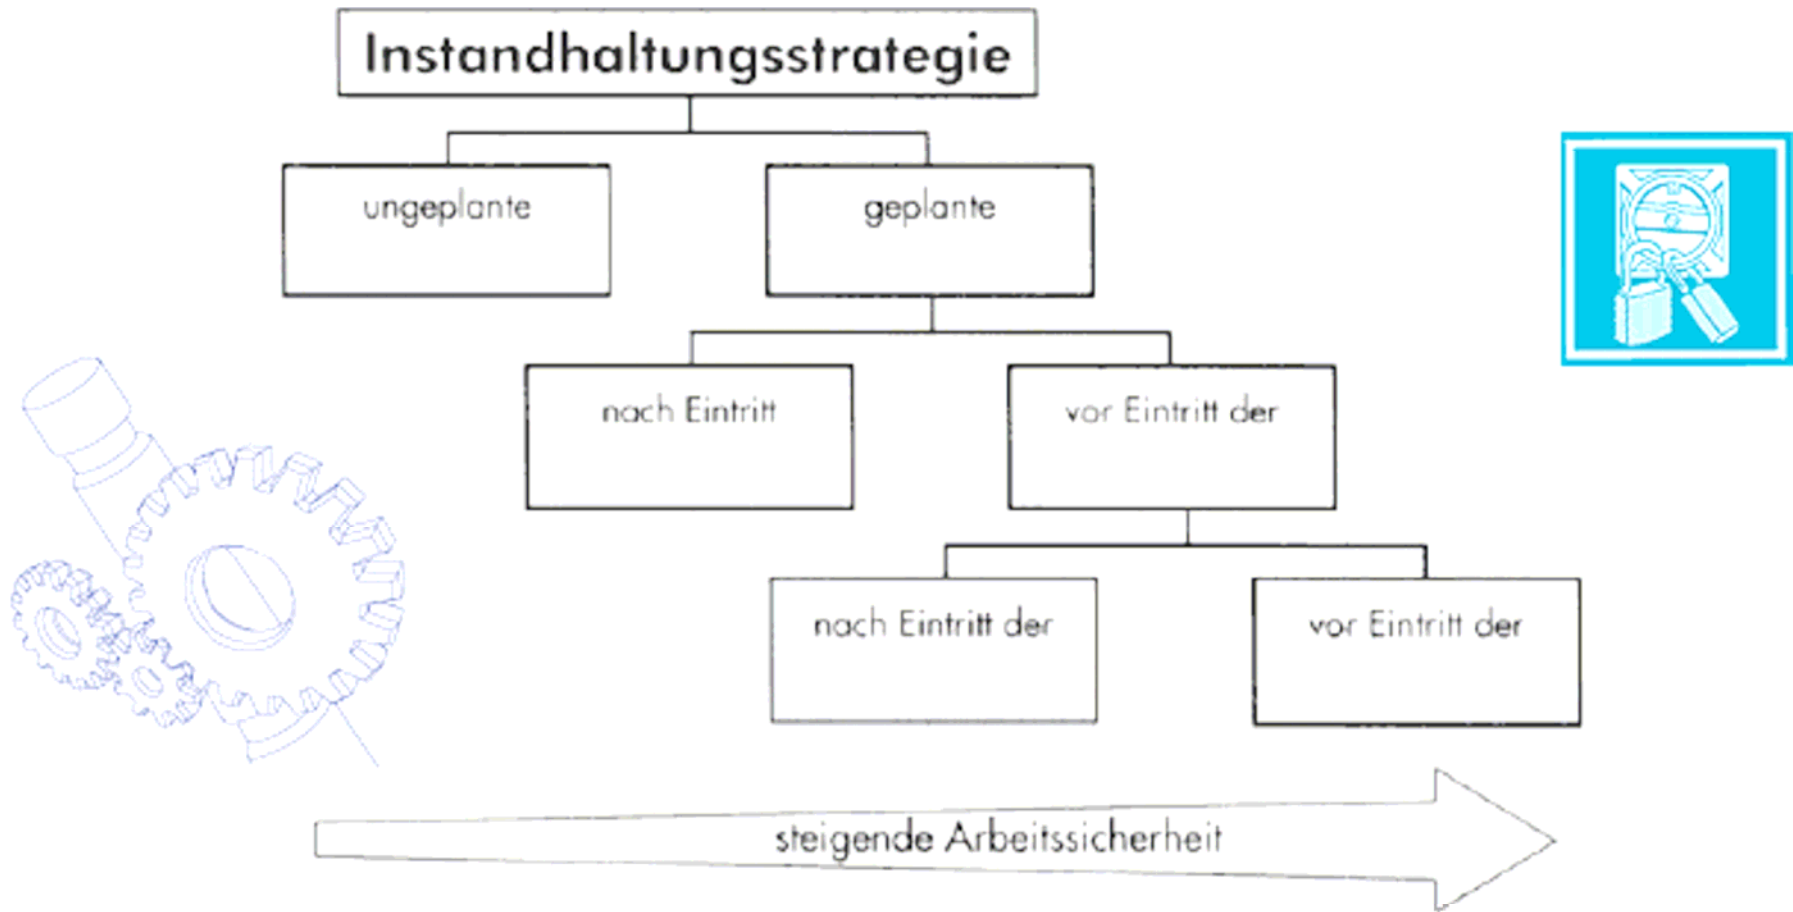 Instandhaltungsstrategie
ungeplante
geplante
nach Eintritt
vor Eintritt der
nach Eintritt der
vor Eintritt der
steigende Arbeitssicherheit